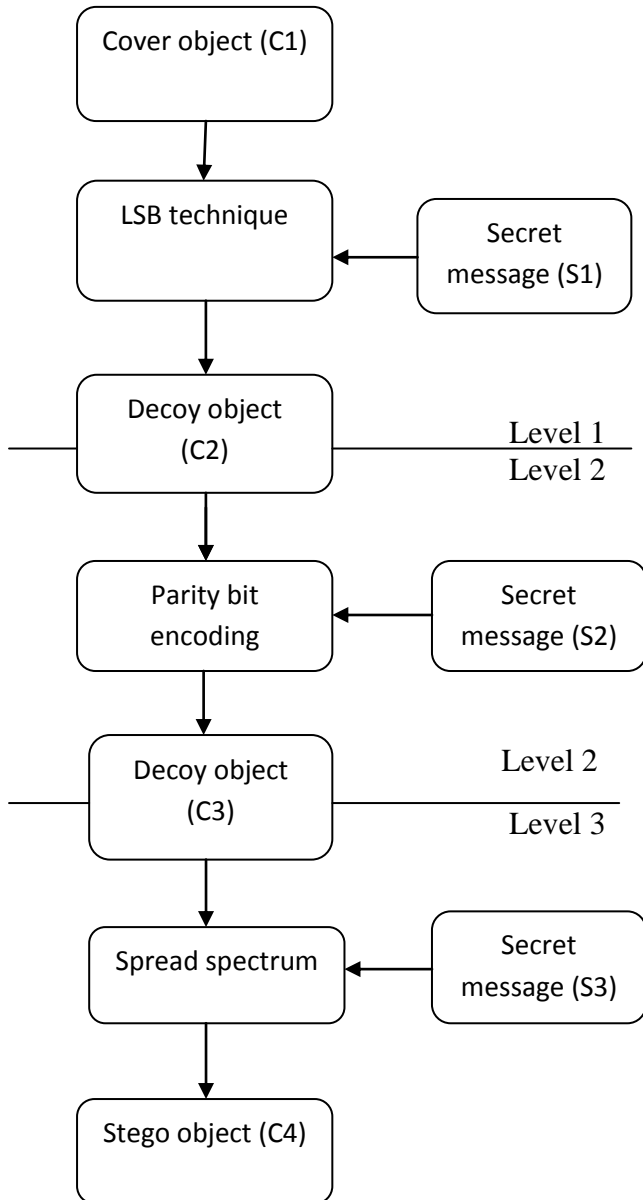 Cover object (C1)
LSB technique
Secret
message (S1)
Decoy object
(C2)
Level 1
Level 2
Parity bit
encoding
Secret
message (S2)
Decoy object
(C3)
Level 2
Level 3
Spread spectrum
Secret
message (S3)
Stego object (C4)